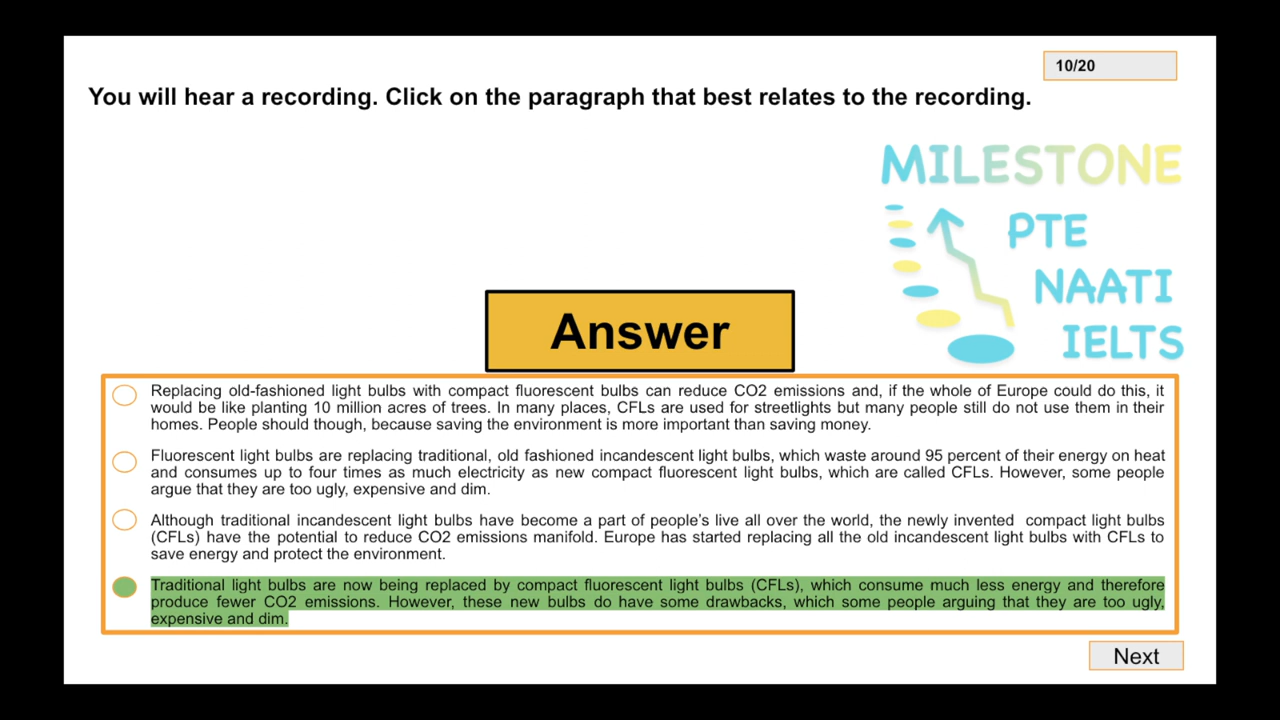 10/20
You will hear a recording. Click on the paragraph that best relates to the recording.
MILESTONE
PTE
NAATI
IELTS
Answer
Replacing old-fashioned light bulbs with compact fluorescent bulbs can reduce CO2 emissions and, if the whole of Europe could do this, it
would be like planting 10 million acres of trees. In many places, CFLs are used for streetlights but many people still do not use them in their
homes. People should though, because saving the environment is more important than saving money.
Fluorescent light bulbs are replacing traditional, old fashioned incandescent light bulbs, which waste around 95 percent of their energy on heat
and consumes up to four times as much electricity as new compact fluorescent light bulbs, which are called CFLs. However, some people
argue that they are too ugly, expensive and dim.
Although traditional incandescent light bulbs have become a part of people's live all over the world, the newly invented compact light bulbs
(CFLs) have the potential to reduce CO2 emissions manifold. Europe has started replacing all the old incandescent light bulbs with CFLs to
save energy and protect the environment.
Traditional light bulbs are now being replaced by compact fluorescent light bulbs (CFLs), which consume much less energy and therefore
produce fewer CO2 emissions. However, these new bulbs do have some drawbacks, which some people arguing that they are too ugly,
expensive and dim.
Next